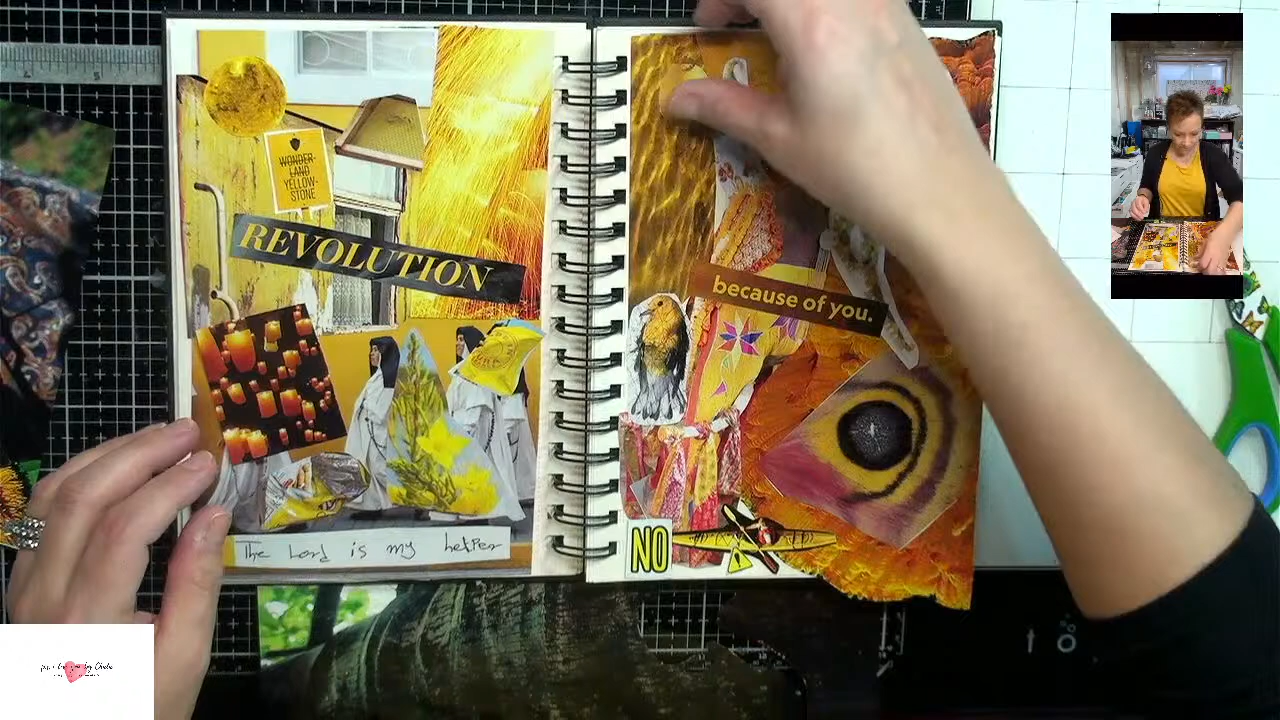 WONDER-
LAND
YELLOW-
STONE
REVOLUTION
The Lord is my helper
because of you.
NO